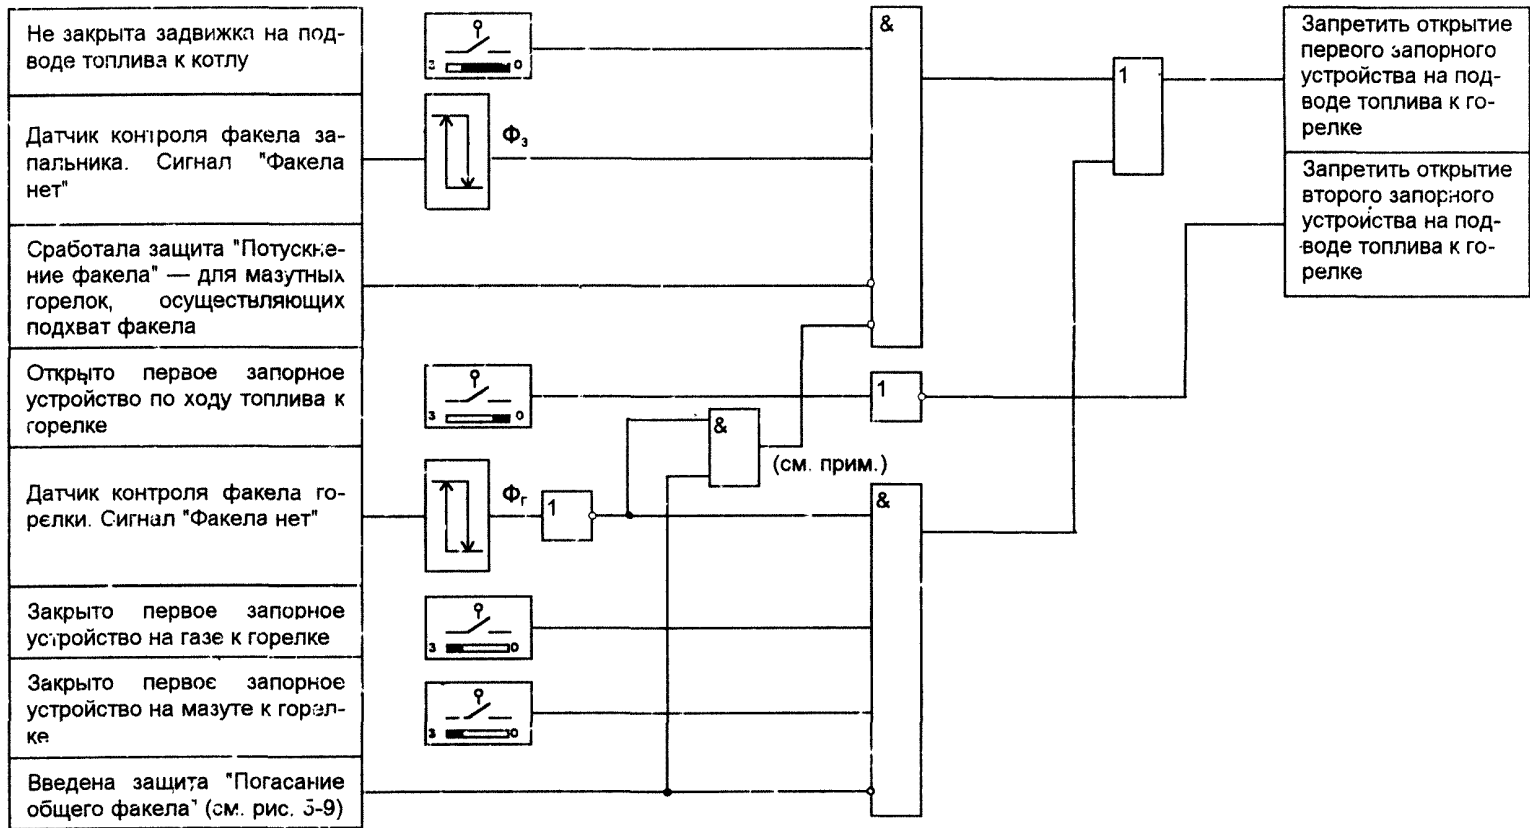 Не закрыта задвижка на под-
воде топлива к котлу
З
О
Датчик контроля факела за-
пальника. Сигнал "Факела
нет"
Фз
Сработала защита "Потускне-
ние факела" — для мазутных
горелок, осуществляющих
подхват факела
Открыто первое запорное
устройство по ходу топлива к
горелке
З
О
Датчик контроля факела го-
релки. Сигнал "Факела нет"
Фг
1
Закрыто первое запорное
устройство на газе к горелке
З
О
Закрыто первое запорное
устройство на мазуте к горел-
ке
З
О
Введена защита "Погасание
общего факела" (см. рис. 5-9)
&
(см. прим.)
&
1
&
1
Запретить открытие
первого запорного
устройства на под-
воде топлива к го-
релке
Запретить открытие
второго запорного
устройства на под-
воде топлива к го-
релке